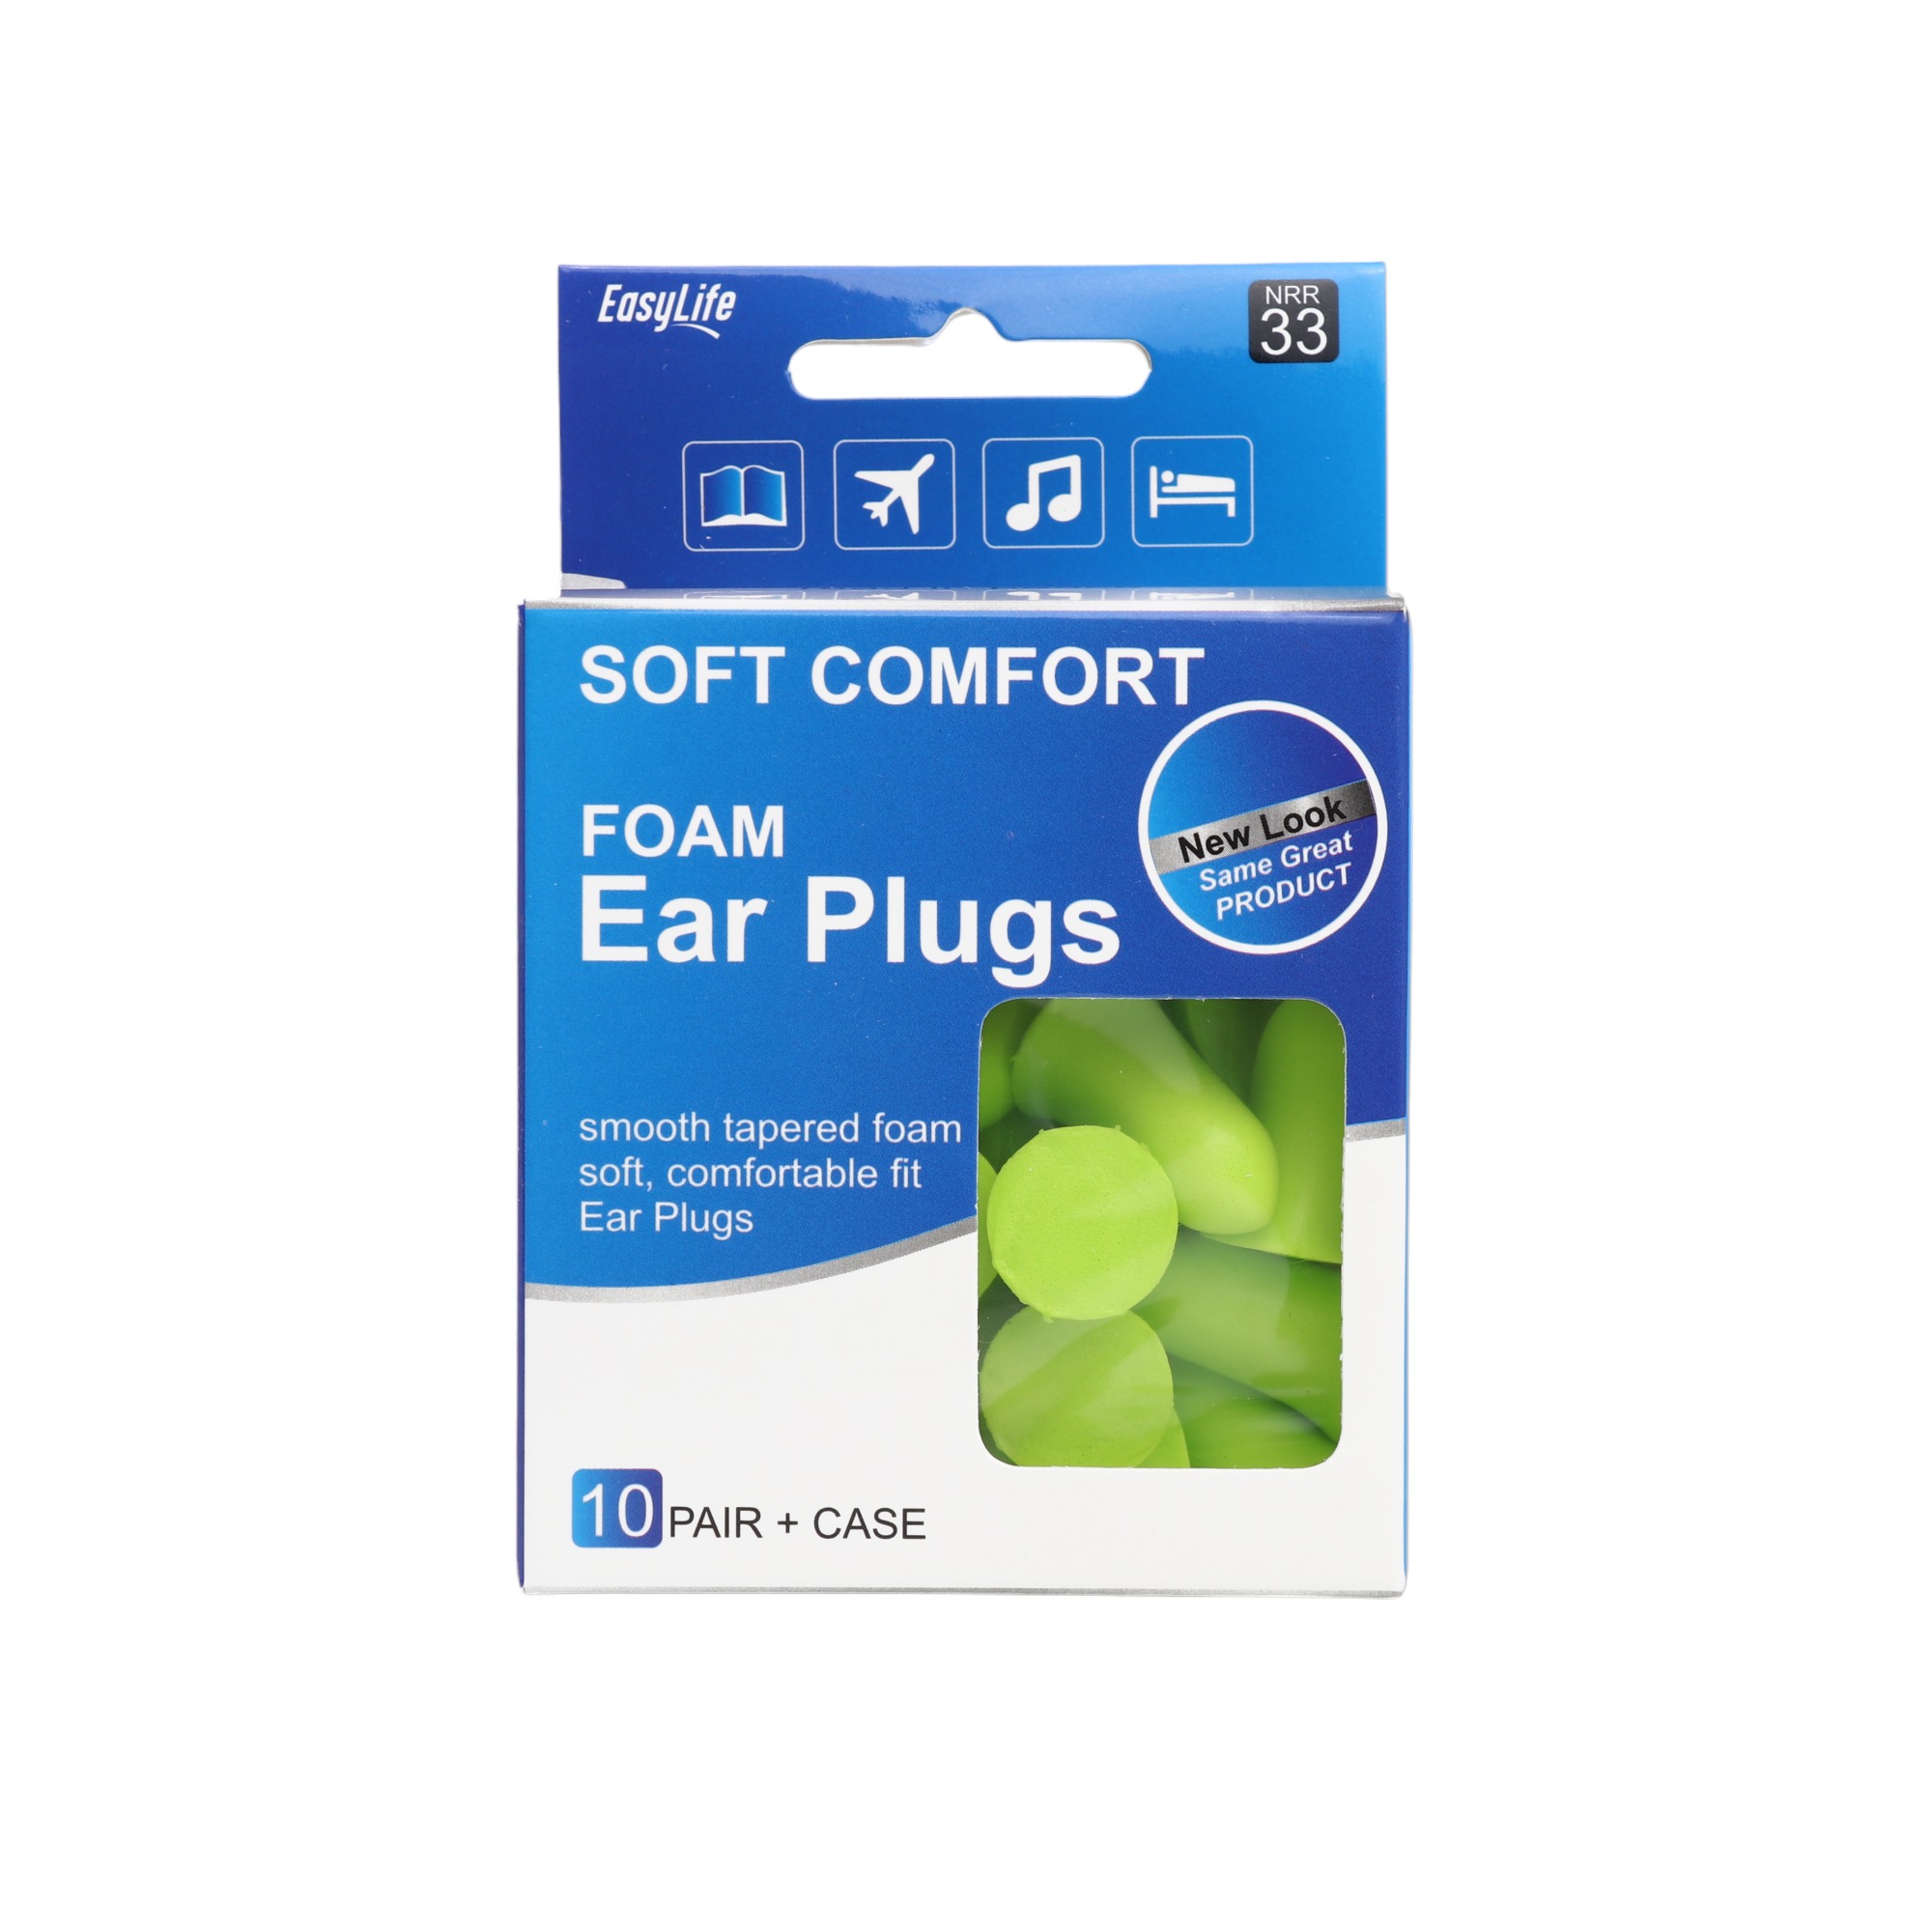 EasyLife
NRR
33
SOFT COMFORT
New Look
Same Great
PRODUCT
FOAM
Ear Plugs
smooth tapered foam
soft, comfortable fit
Ear Plugs
10 PAIR + CASE